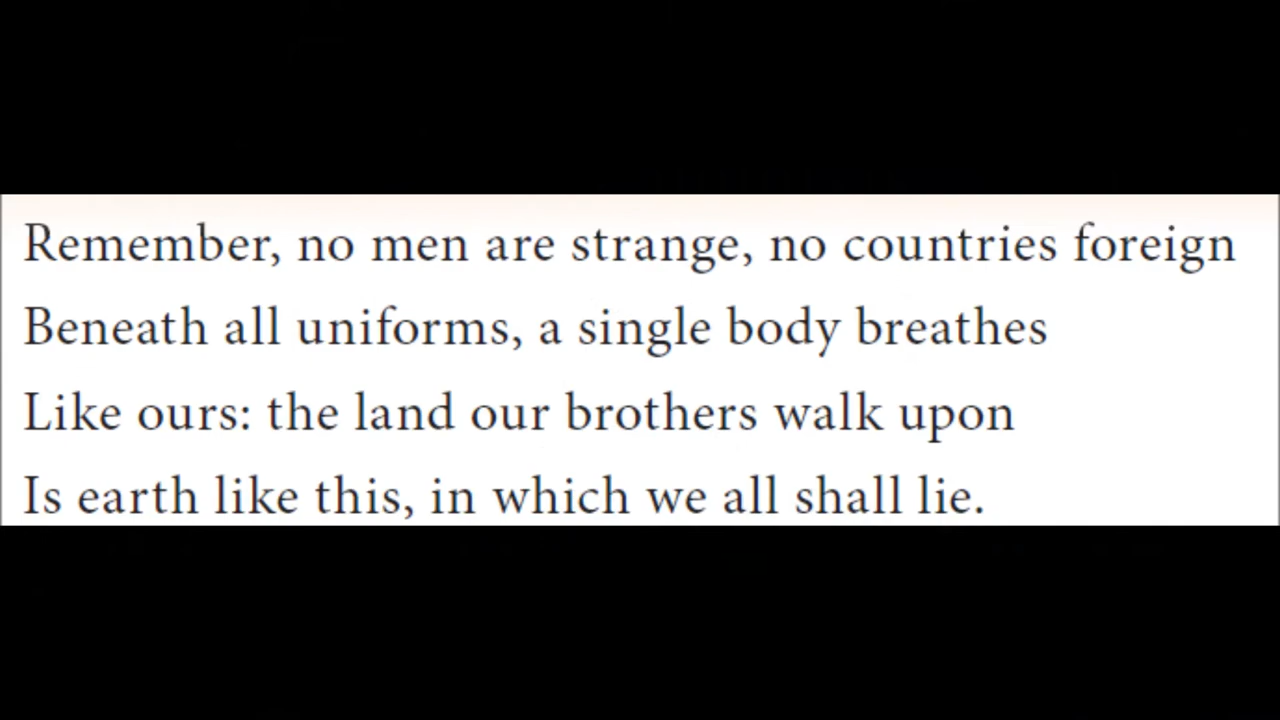 Remember, no men are strange, no countries foreign
Beneath all uniforms, a single body breathes
Like ours: the land our brothers walk upon
Is earth like this, in which we all shall lie.